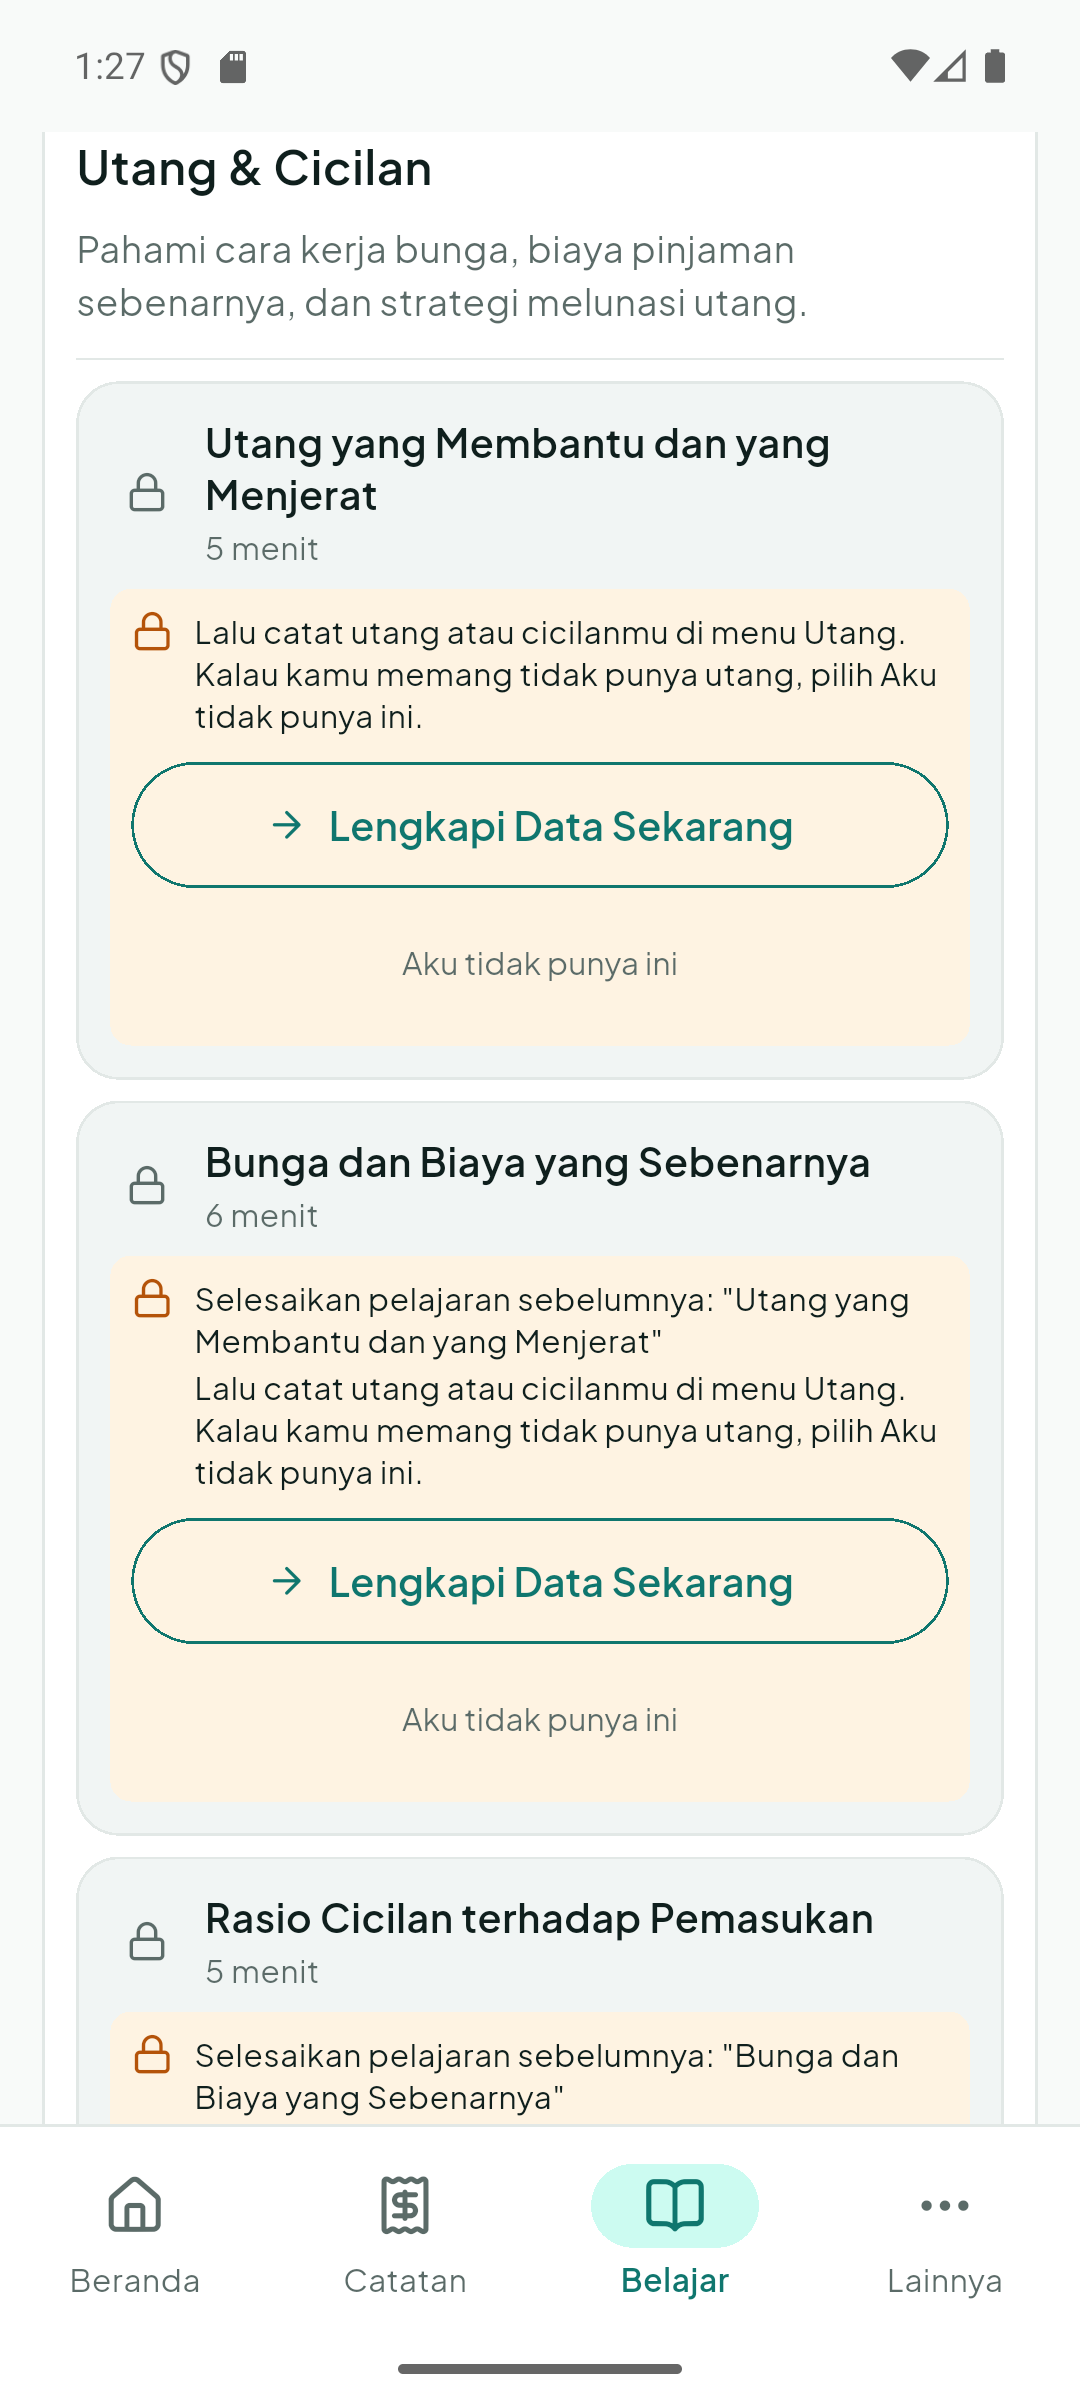 1:27
Utang & Cicilan
Pahami cara kerja bunga, biaya pinjaman
sebenarnya, dan strategi melunasi utang.
Utang yang Membantu dan yang
Menjerat
5 menit
Lalu catat utang atau cicilanmu di menu Utang.
Kalau kamu memang tidak punya utang, pilih Aku
tidak punya ini.
Lengkapi Data Sekarang
Aku tidak punya ini
Bunga dan Biaya yang Sebenarnya
6 menit
Selesaikan pelajaran sebelumnya: "Utang yang
Membantu dan yang Menjerat"
Lalu catat utang atau cicilanmu di menu Utang.
Kalau kamu memang tidak punya utang, pilih Aku
tidak punya ini.
Lengkapi Data Sekarang
Aku tidak punya ini
Rasio Cicilan terhadap Pemasukan
5 menit
Selesaikan pelajaran sebelumnya: "Bunga dan
Biaya yang Sebenarnya"
Beranda
Catatan
Belajar
Lainnya